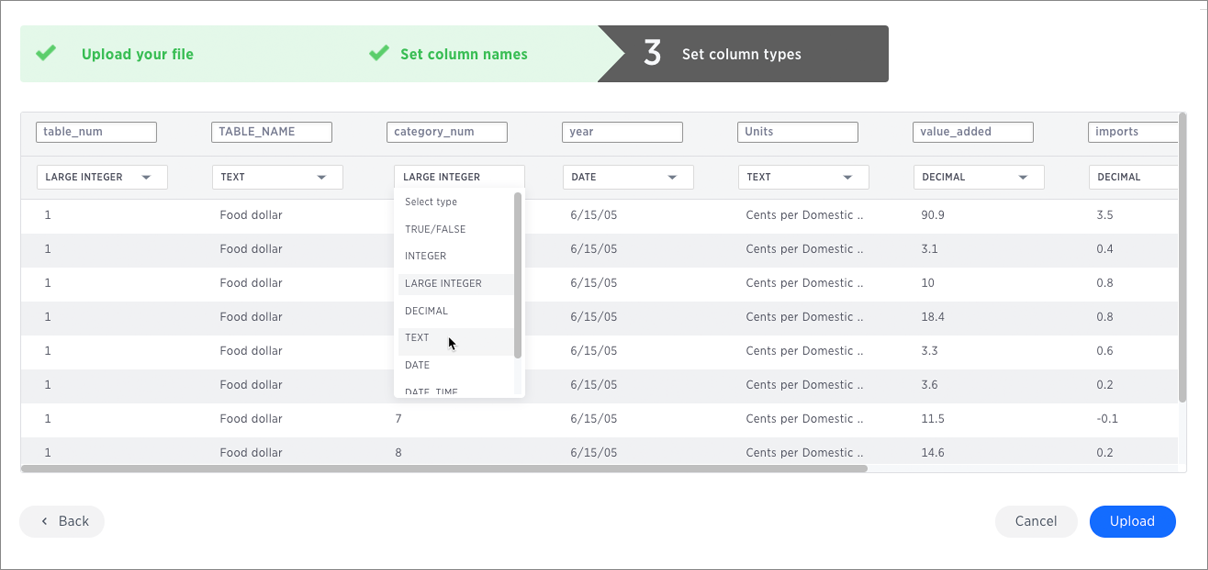 Upload your file Set column names 3 Set column types
table_num TABLE_NAME category_num year Units value_added imports
LARGE INTEGER TEXT LARGE INTEGER DATE TEXT DECIMAL DECIMAL
Select type
1 Food dollar 6/15/05 Cents per Domestic .. 90.9 3.5
TRUE/FALSE
1 Food dollar 6/15/05 Cents per Domestic .. 3.1 0.4
INTEGER
1 Food dollar LARGE INTEGER 6/15/05 Cents per Domestic .. 10 0.8
DECIMAL
1 Food dollar 6/15/05 Cents per Domestic .. 18.4 0.8
TEXT
1 Food dollar 6/15/05 Cents per Domestic .. 3.3 0.6
DATE
1 Food dollar 6/15/05 Cents per Domestic .. 3.6 0.2
DATE_TIME
1 Food dollar 7 6/15/05 Cents per Domestic .. 11.5 -0.1
1 Food dollar 8 6/15/05 Cents per Domestic .. 14.6 0.2
Back Cancel Upload